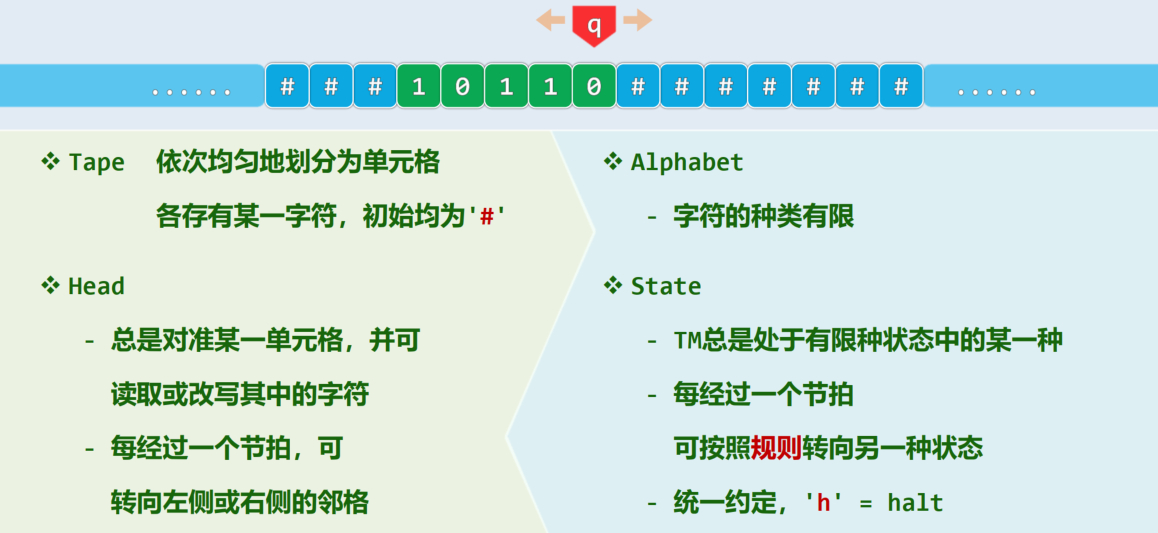 q
...... # # # 1 0 1 1 0 # # # # # # # ......
❖ Tape 依次均匀地划分为单元格
各存有某一字符，初始均为'#'
❖ Head
- 总是对准某一单元格，并可
读取或改写其中的字符
- 每经过一个节拍，可
转向左侧或右侧的邻格
❖ Alphabet
- 字符的种类有限
❖ State
- TM总是处于有限种状态中的某一种
- 每经过一个节拍
可按照规则转向另一种状态
- 统一约定，'h' = halt